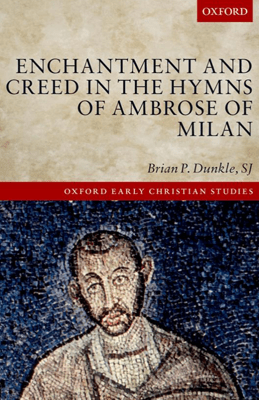 OXFORD
ENCHANTMENT AND
CREED IN THE HYMNS
OF AMBROSE OF
MILAN
Brian P. Dunkle, SJ
OXFORD EARLY CHRISTIAN STUDIES